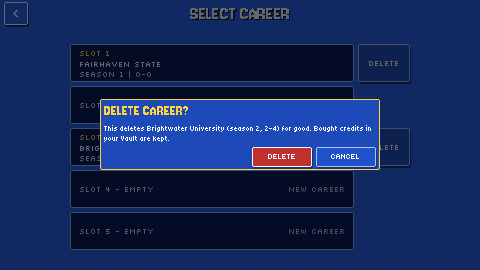 <
SELECT CAREER
SLOT 1
FAIRHAVEN STATE
SEASON 1 | 0-0
DELETE
SLOT
DELETE CAREER?
This deletes Brightwater University (season 2, 2-4) for good. Bought credits in
your Vault are kept.
DELETE
CANCEL
SLOT 4 - EMPTY
NEW CAREER
SLOT 5 - EMPTY
NEW CAREER